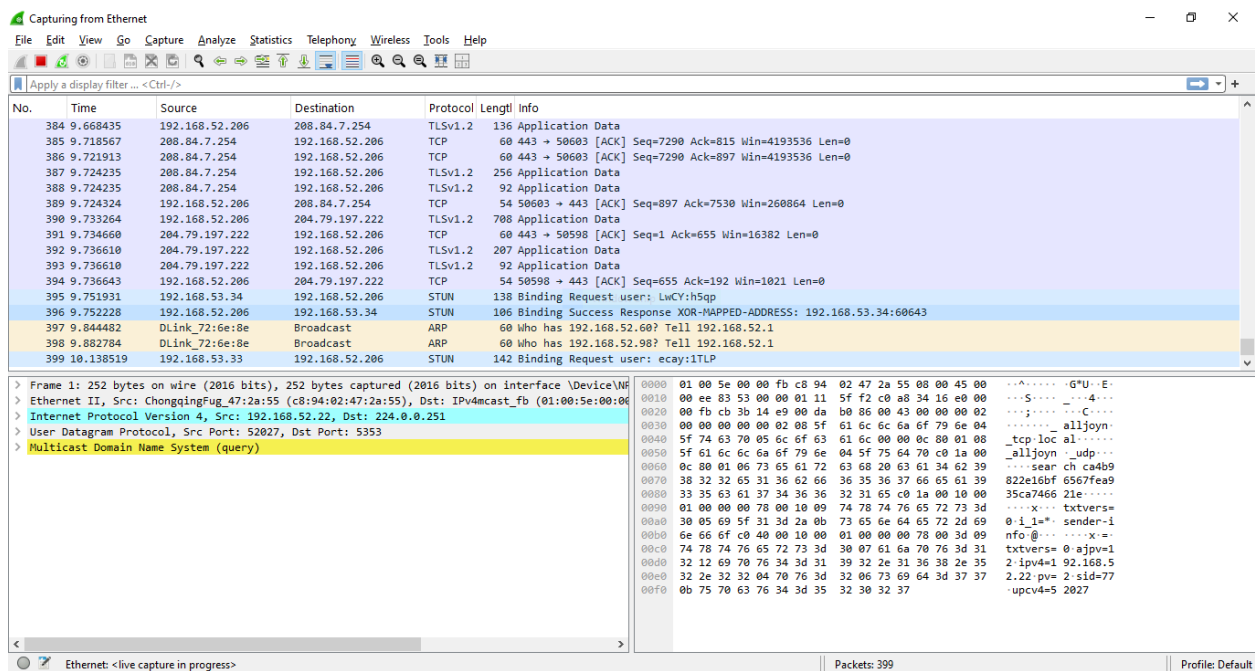 Capturing from Ethernet
File Edit View Go Capture Analyze Statistics Telephony Wireless Tools Help
Apply a display filter ... <Ctrl-/>
No. Time Source Destination Protocol Lengtl Info
384 9.668435 192.168.52.206 208.84.7.254 TLSv1.2 136 Application Data
385 9.718567 208.84.7.254 192.168.52.206 TCP 60 443 → 50603 [ACK] Seq=7290 Ack=815 Win=4193536 Len=0
386 9.721913 208.84.7.254 192.168.52.206 TCP 60 443 → 50603 [ACK] Seq=7290 Ack=897 Win=4193536 Len=0
387 9.724235 208.84.7.254 192.168.52.206 TLSv1.2 256 Application Data
388 9.724235 208.84.7.254 192.168.52.206 TLSv1.2 92 Application Data
389 9.724324 192.168.52.206 208.84.7.254 TCP 54 50603 → 443 [ACK] Seq=897 Ack=7530 Win=260864 Len=0
390 9.733264 192.168.52.206 204.79.197.222 TLSv1.2 708 Application Data
391 9.734660 204.79.197.222 192.168.52.206 TCP 60 443 → 50598 [ACK] Seq=1 Ack=655 Win=16382 Len=0
392 9.736610 204.79.197.222 192.168.52.206 TLSv1.2 207 Application Data
393 9.736610 204.79.197.222 192.168.52.206 TLSv1.2 92 Application Data
394 9.736643 192.168.52.206 204.79.197.222 TCP 54 50598 → 443 [ACK] Seq=655 Ack=192 Win=1021 Len=0
395 9.751931 192.168.53.34 192.168.52.206 STUN 138 Binding Request user: LwCY:h5qp
396 9.752228 192.168.52.206 192.168.53.34 STUN 106 Binding Success Response XOR-MAPPED-ADDRESS: 192.168.53.34:60643
397 9.844482 DLink_72:6e:8e Broadcast ARP 60 Who has 192.168.52.60? Tell 192.168.52.1
398 9.882784 DLink_72:6e:8e Broadcast ARP 60 Who has 192.168.52.98? Tell 192.168.52.1
399 10.138519 192.168.53.33 192.168.52.206 STUN 142 Binding Request user: ecay:1TLP
> Frame 1: 252 bytes on wire (2016 bits), 252 bytes captured (2016 bits) on interface \Device\NF
> Ethernet II, Src: ChongqingFug_47:2a:55 (c8:94:02:47:2a:55), Dst: IPv4mcast_fb (01:00:5e:00:00
> Internet Protocol Version 4, Src: 192.168.52.22, Dst: 224.0.0.251
> User Datagram Protocol, Src Port: 52027, Dst Port: 5353
> Multicast Domain Name System (query)
0000 01 00 5e 00 00 fb c8 94 02 47 2a 55 08 00 45 00 ··^····· ·G*U··E·
0010 00 ee 83 53 00 00 01 11 5f f2 c0 a8 34 16 e0 00 ···S···· _···4···
0020 00 fb cb 3b 14 e9 00 da b0 86 00 43 00 00 00 02 ···;···· ···C····
0030 00 00 00 00 00 02 08 5f 61 6c 6c 6a 6f 79 6e 04 ·······_ alljoyn·
0040 5f 74 63 70 05 6c 6f 63 61 6c 00 00 0c 80 01 08 _tcp·loc al······
0050 5f 61 6c 6c 6a 6f 79 6e 04 5f 75 64 70 c0 1a 00 _alljoyn ·_udp···
0060 0c 80 01 06 73 65 61 72 63 68 20 63 61 34 62 39 ····sear ch ca4b9
0070 38 32 32 65 31 36 62 66 36 35 36 37 66 65 61 39 822e16bf 6567fea9
0080 33 35 63 61 37 34 36 36 32 31 65 c0 1a 00 10 00 35ca7466 21e·····
0090 01 00 00 00 78 00 10 09 74 78 74 76 65 72 73 3d ····x··· txtvers=
00a0 30 05 69 5f 31 3d 2a 0b 73 65 6e 64 65 72 2d 69 0·i_1=*· sender-i
00b0 6e 66 6f c0 40 00 10 00 01 00 00 00 78 00 3d 09 nfo·@··· ····x·=·
00c0 74 78 74 76 65 72 73 3d 30 07 61 6a 70 76 3d 31 txtvers= 0·ajpv=1
00d0 32 12 69 70 76 34 3d 31 39 32 2e 31 36 38 2e 35 2·ipv4=1 92.168.5
00e0 32 2e 32 32 04 70 76 3d 32 06 73 69 64 3d 37 37 2.22·pv= 2·sid=77
00f0 0b 75 70 63 76 34 3d 35 32 30 32 37 ·upcv4=5 2027
Ethernet: <live capture in progress> Packets: 399 Profile: Default